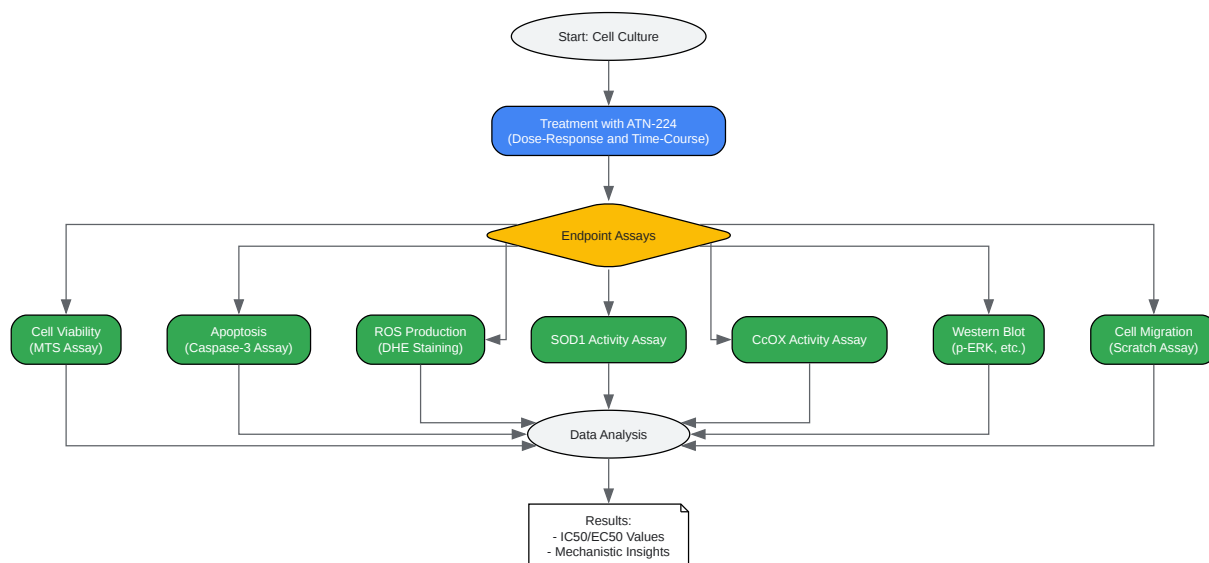 Start: Cell Culture
Treatment with ATN-224
(Dose-Response and Time-Course)
Endpoint Assays
Cell Viability
(MTS Assay)
Apoptosis
(Caspase-3 Assay)
ROS Production
(DHE Staining)
SOD1 Activity Assay
CcOX Activity Assay
Western Blot
(p-ERK, etc.)
Cell Migration
(Scratch Assay)
Data Analysis
Results:
- IC50/EC50 Values
- Mechanistic Insights